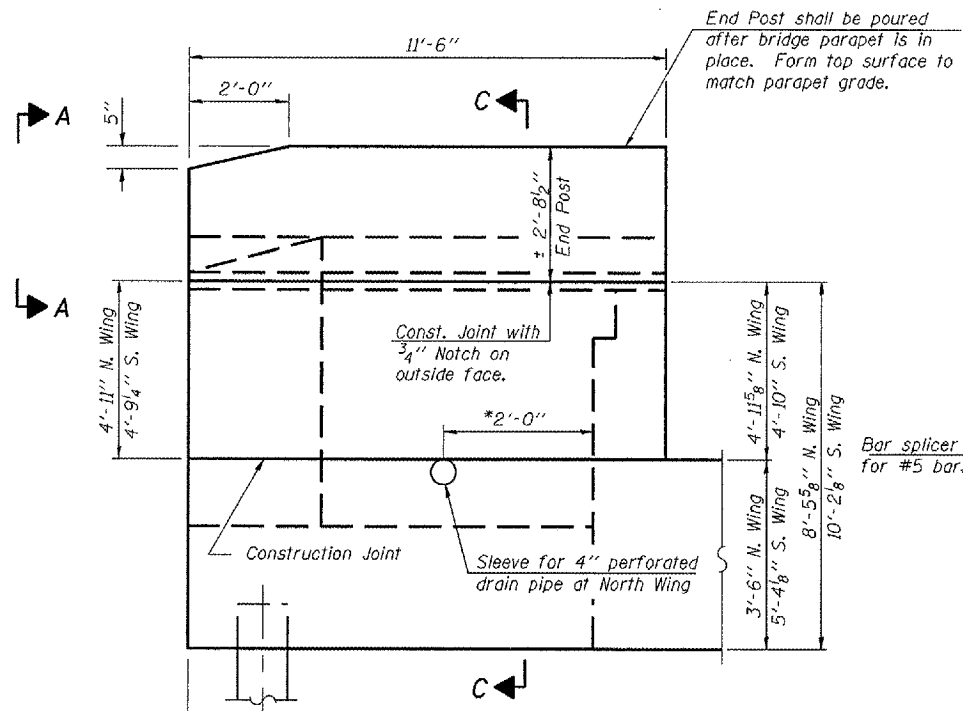 End Post shall be poured
after bridge parapet is in
place. Form top surface to
match parapet grade.
11'-6"
2'-0"
A
C
5"
± 2'-8½"
End Post
A
Const. Joint with
¾" Notch on
outside face.
4'-11" N. Wing
4'-9¼" S. Wing
*2'-0"
4'-11⅝" N. Wing
4'-10" S. Wing
8'-5⅝" N. Wing
10'-2⅛" S. Wing
Bar splicer
for #5 bar
Construction Joint
Sleeve for 4" perforated
drain pipe at North Wing
3'-6" N. Wing
5'-4⅛" S. Wing
C